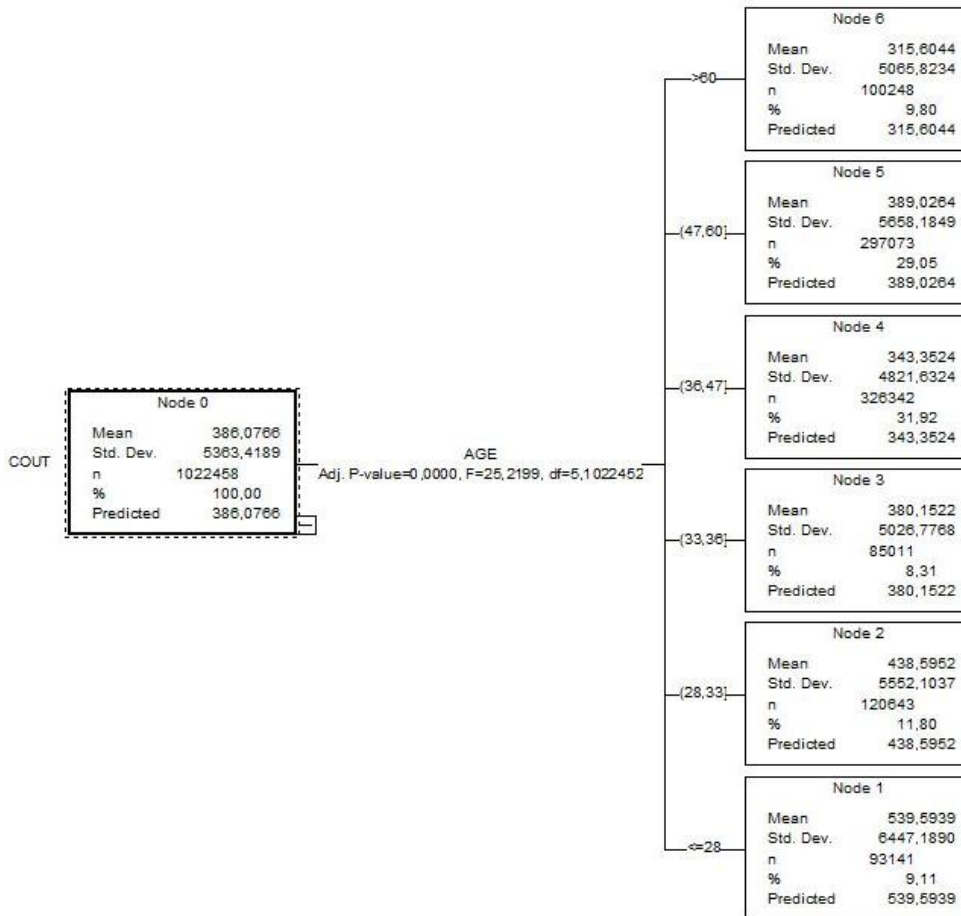 COUT
Node 0
Mean 386,0766
Std. Dev. 5363,4189
n 1022458
% 100,00
Predicted 386,0766
AGE
Adj. P-value=0,0000, F=25,2199, df=5,1022452
>60
Node 6
Mean 315,6044
Std. Dev. 5065,8234
n 100248
% 9,80
Predicted 315,6044
(47,60]
Node 5
Mean 389,0264
Std. Dev. 5658,1849
n 297073
% 29,05
Predicted 389,0264
(36,47]
Node 4
Mean 343,3524
Std. Dev. 4821,6324
n 326342
% 31,92
Predicted 343,3524
(33,36]
Node 3
Mean 380,1522
Std. Dev. 5026,7768
n 85011
% 8,31
Predicted 380,1522
(28,33]
Node 2
Mean 438,5952
Std. Dev. 5552,1037
n 120643
% 11,80
Predicted 438,5952
<=28
Node 1
Mean 539,5939
Std. Dev. 6447,1890
n 93141
% 9,11
Predicted 539,5939